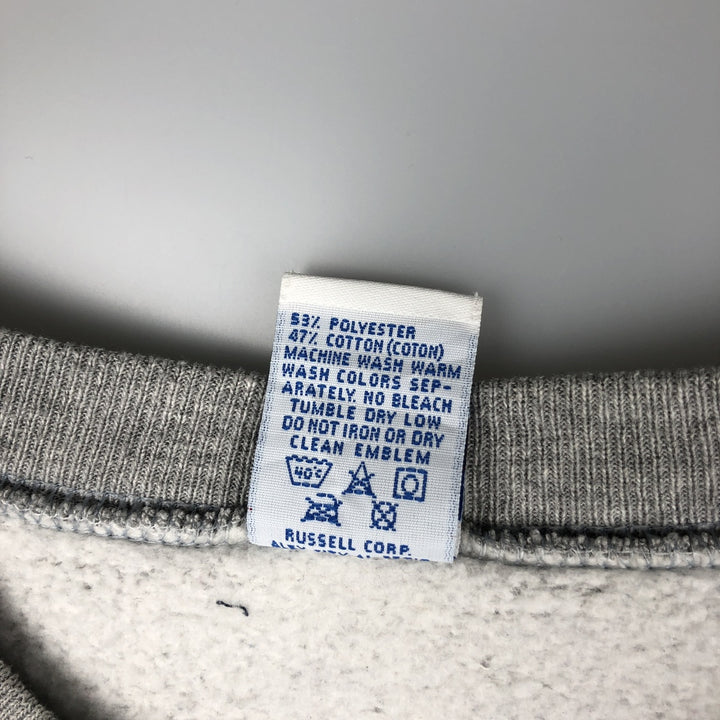 53% POLYESTER
47% COTTON (COTON)
MACHINE WASH WARM
WASH COLORS SEP-
ARATELY. NO BLEACH
TUMBLE DRY LOW
DO NOT IRON OR DRY
CLEAN EMBLEM
40°C
RUSSELL CORP.